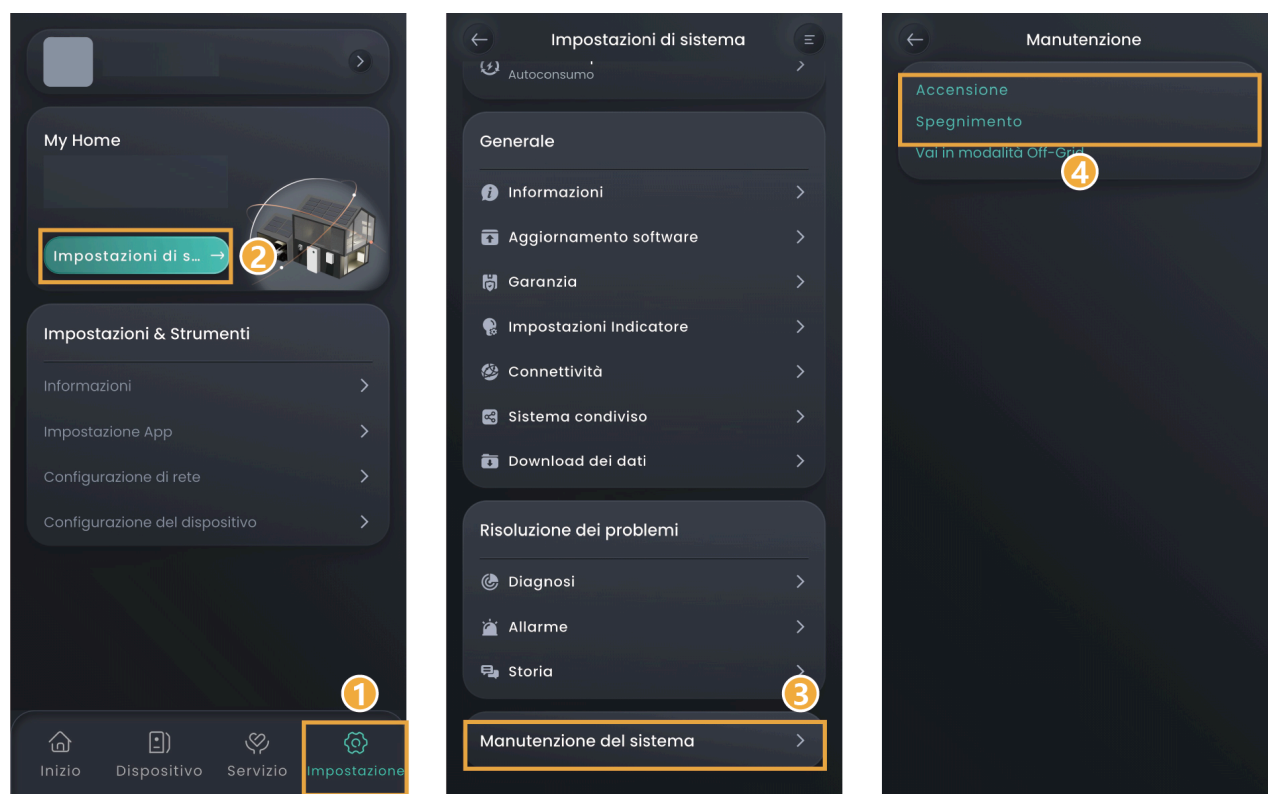 My Home
Impostazioni di s...
2
Impostazioni & Strumenti
Informazioni
Impostazione App
Configurazione di rete
Configurazione del dispositivo
1
Inizio
Dispositivo
Servizio
Impostazione
Impostazioni di sistema
Autoconsumo
Generale
Informazioni
Aggiornamento software
Garanzia
Impostazioni Indicatore
Connettività
Sistema condiviso
Download dei dati
Risoluzione dei problemi
Diagnosi
Allarme
Storia
3
Manutenzione del sistema
Manutenzione
Accensione
Spegnimento
Vai in modalità Off-Grid
4